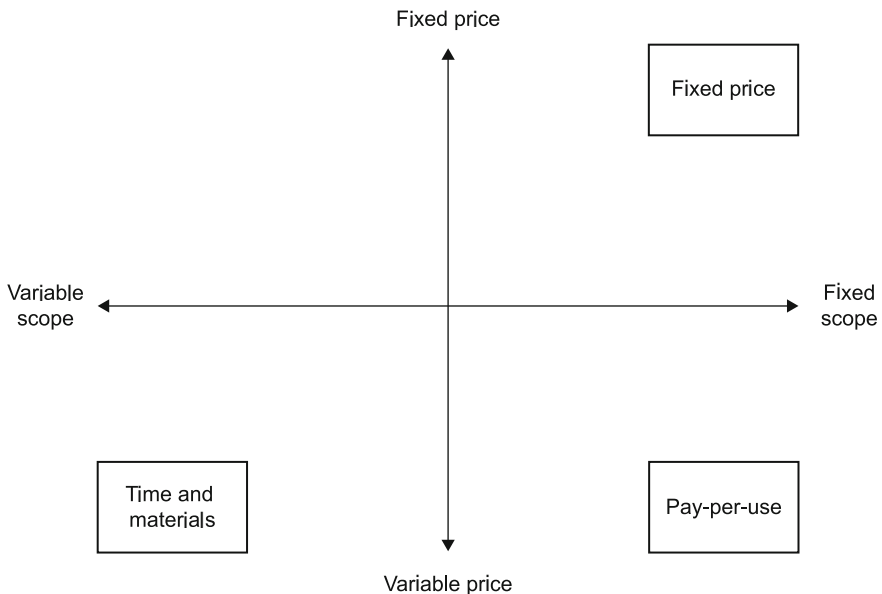 Fixed price
Fixed price
Variable
scope
Fixed
scope
Time and
materials
Pay-per-use
Variable price